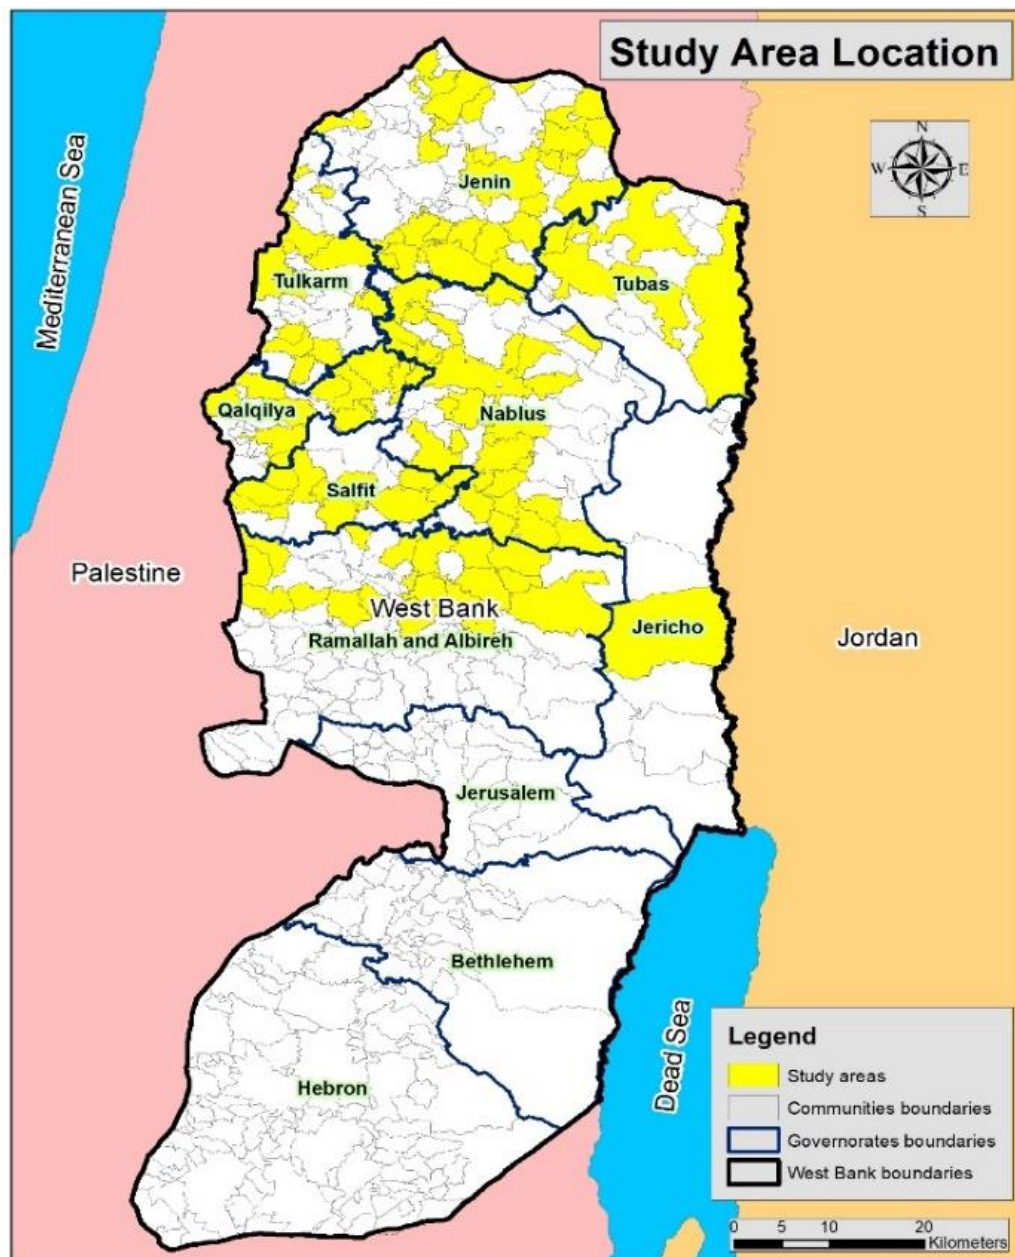 Study Area Location
N
W
E
S
Mediterranean Sea
Jenin
Tulkarm
Tubas
Qalqilya
Nablus
Salfit
Palestine
West Bank
Ramallah and Albireh
Jericho
Jordan
Jerusalem
Bethlehem
Hebron
Dead Sea
Legend
Study areas
Communities boundaries
Governorates boundaries
West Bank boundaries
0 5 10 20
Kilometers